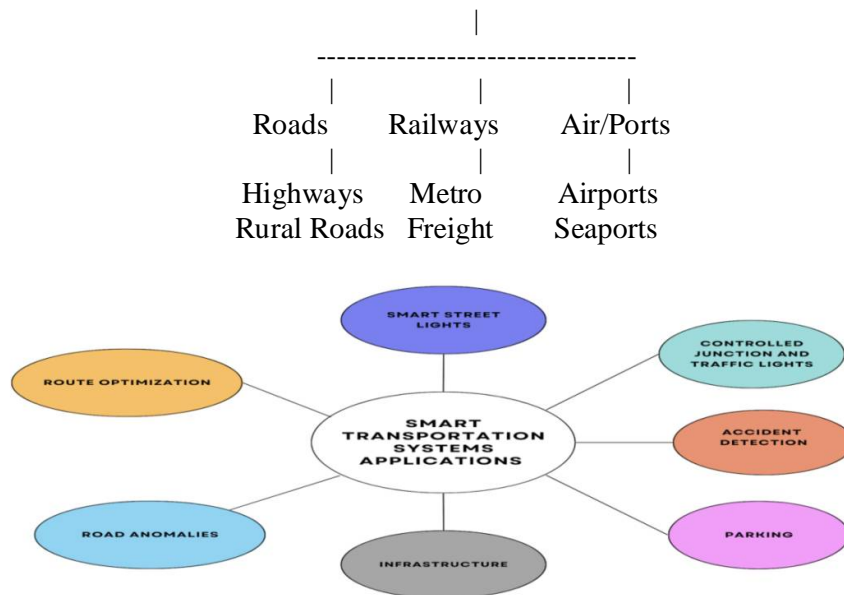 |
--------------------------------
| | |
Roads Railways Air/Ports
| | |
Highways Metro Airports
Rural Roads Freight Seaports
SMART STREET
LIGHTS
CONTROLLED
JUNCTION AND
TRAFFIC LIGHTS
ROUTE OPTIMIZATION
SMART
TRANSPORTATION
SYSTEMS
APPLICATIONS
ACCIDENT
DETECTION
ROAD ANOMALIES
PARKING
INFRASTRUCTURE